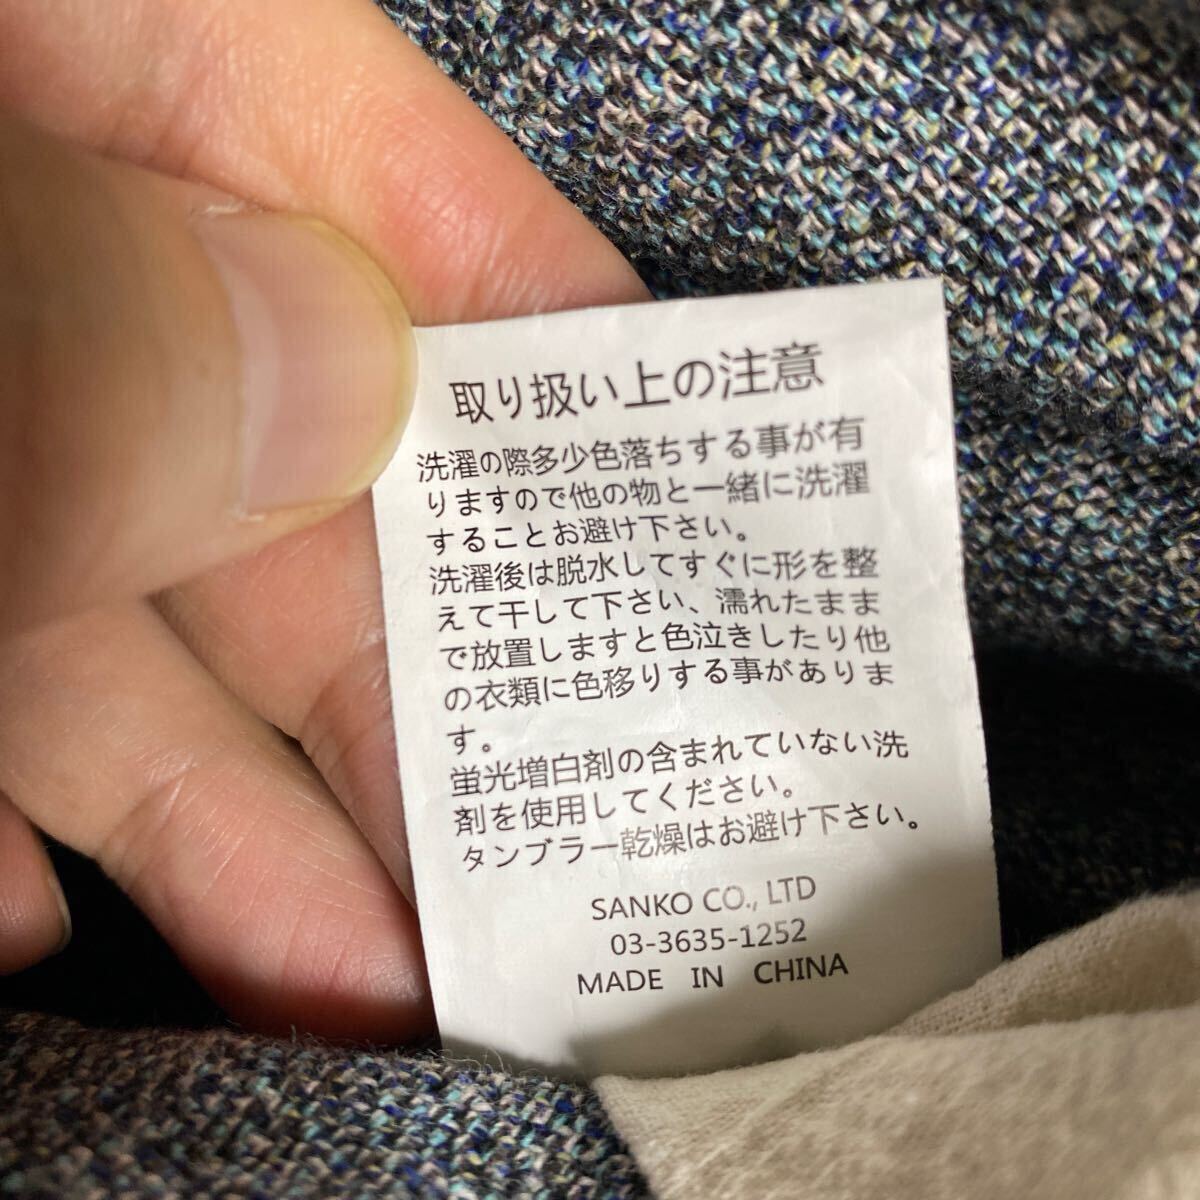 取り扱い上の注意
洗濯の際多少色落ちする事が有
りますので他の物と一緒に洗濯
することお避け下さい。
洗濯後は脱水してすぐに形を整
えて干して下さい、濡れたまま
で放置しますと色泣きしたり他
の衣類に色移りする事がありま
す。
蛍光増白剤の含まれていない洗
剤を使用してください。
タンブラー乾燥はお避け下さい。
SANKO CO., LTD
03-3635-1252
MADE IN CHINA